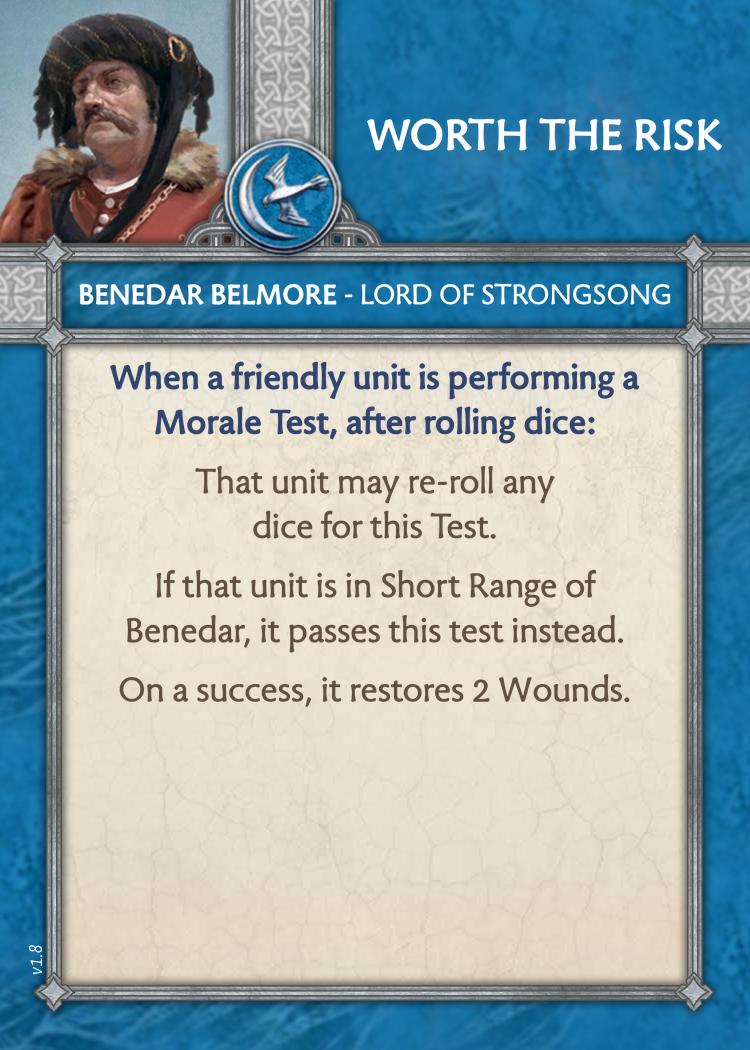 WORTH THE RISK
BENEDAR BELMORE - LORD OF STRONGSONG
When a friendly unit is performing a
Morale Test, after rolling dice:
That unit may re-roll any
dice for this Test.
If that unit is in Short Range of
Benedar, it passes this test instead.
On a success, it restores 2 Wounds.
v1.8